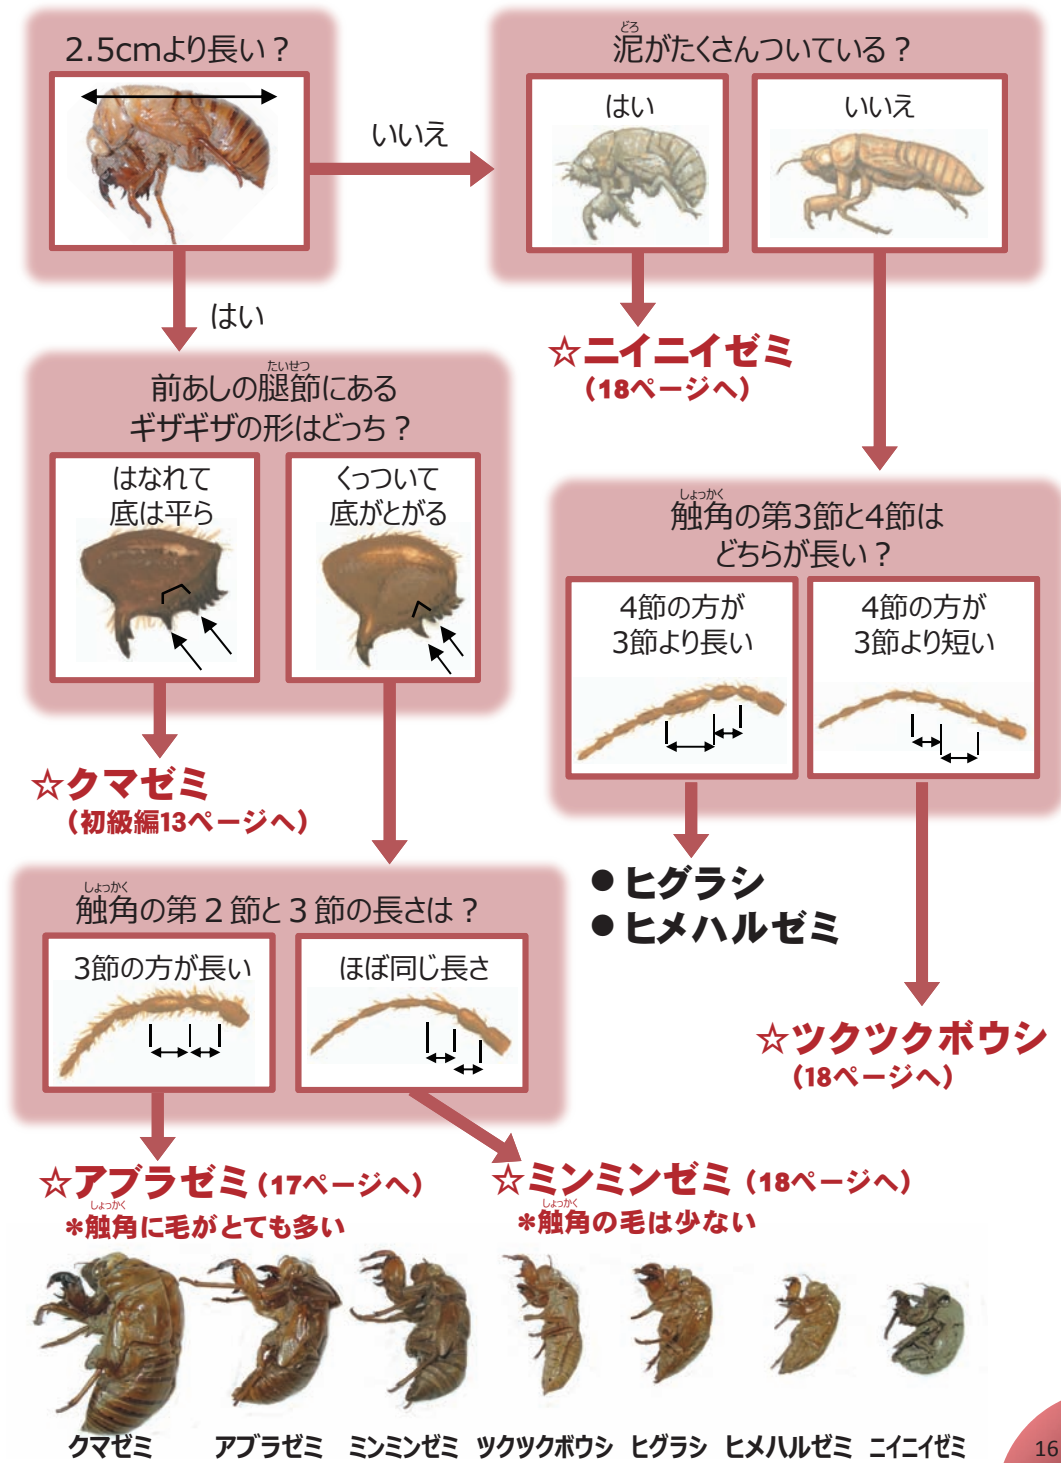 2.5cmより長い？
いいえ
はい
どろ
泥がたくさんついている？
はい
いいえ
☆ニイニイゼミ
（18ページへ）
たいせつ
前あしの腿節にある
ギザギザの形はどっち？
はなれて
底は平ら
くっついて
底がとがる
☆クマゼミ
（初級編13ページへ）
しょっかく
触角の第3節と4節は
どちらが長い？
4節の方が
3節より長い
4節の方が
3節より短い
●ヒグラシ
●ヒメハルゼミ
☆ツクツクボウシ
（18ページへ）
しょっかく
触角の第２節と３節の長さは？
3節の方が長い
ほぼ同じ長さ
☆アブラゼミ（17ページへ）
しょっかく
＊触角に毛がとても多い
☆ミンミンゼミ（18ページへ）
しょっかく
＊触角の毛は少ない
クマゼミ アブラゼミ ミンミンゼミ ツクツクボウシ ヒグラシ ヒメハルゼミ ニイニイゼミ
16